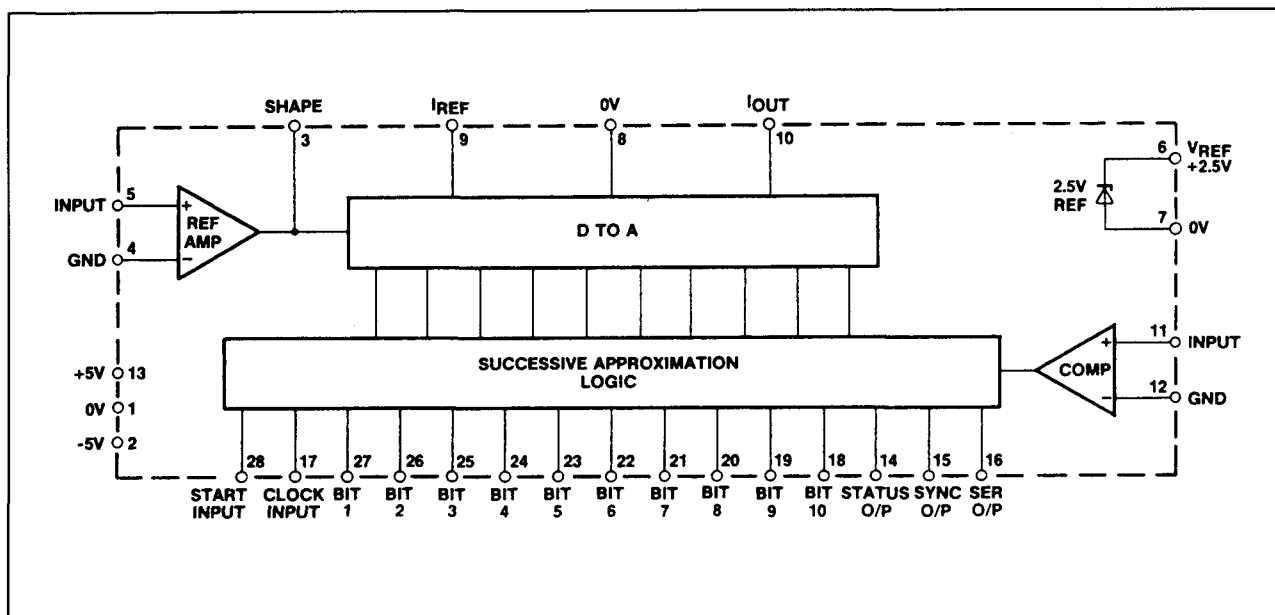 SHAPE
3
IREF
9
0V
8
IOUT
10
6
VREF
+2.5V
2.5V
REF
7
0V
INPUT
5
+
REF
AMP
−
4
GND
D TO A
SUCCESSIVE APPROXIMATION
LOGIC
COMP
+
11
INPUT
−
12
GND
+5V 13
0V 1
-5V 2
28 17 27 26 25 24 23 22 21 20 19 18 14 15 16
START
INPUT
CLOCK
INPUT
BIT
1
BIT
2
BIT
3
BIT
4
BIT
5
BIT
6
BIT
7
BIT
8
BIT
9
BIT
10
STATUS
O/P
SYNC
O/P
SER
O/P